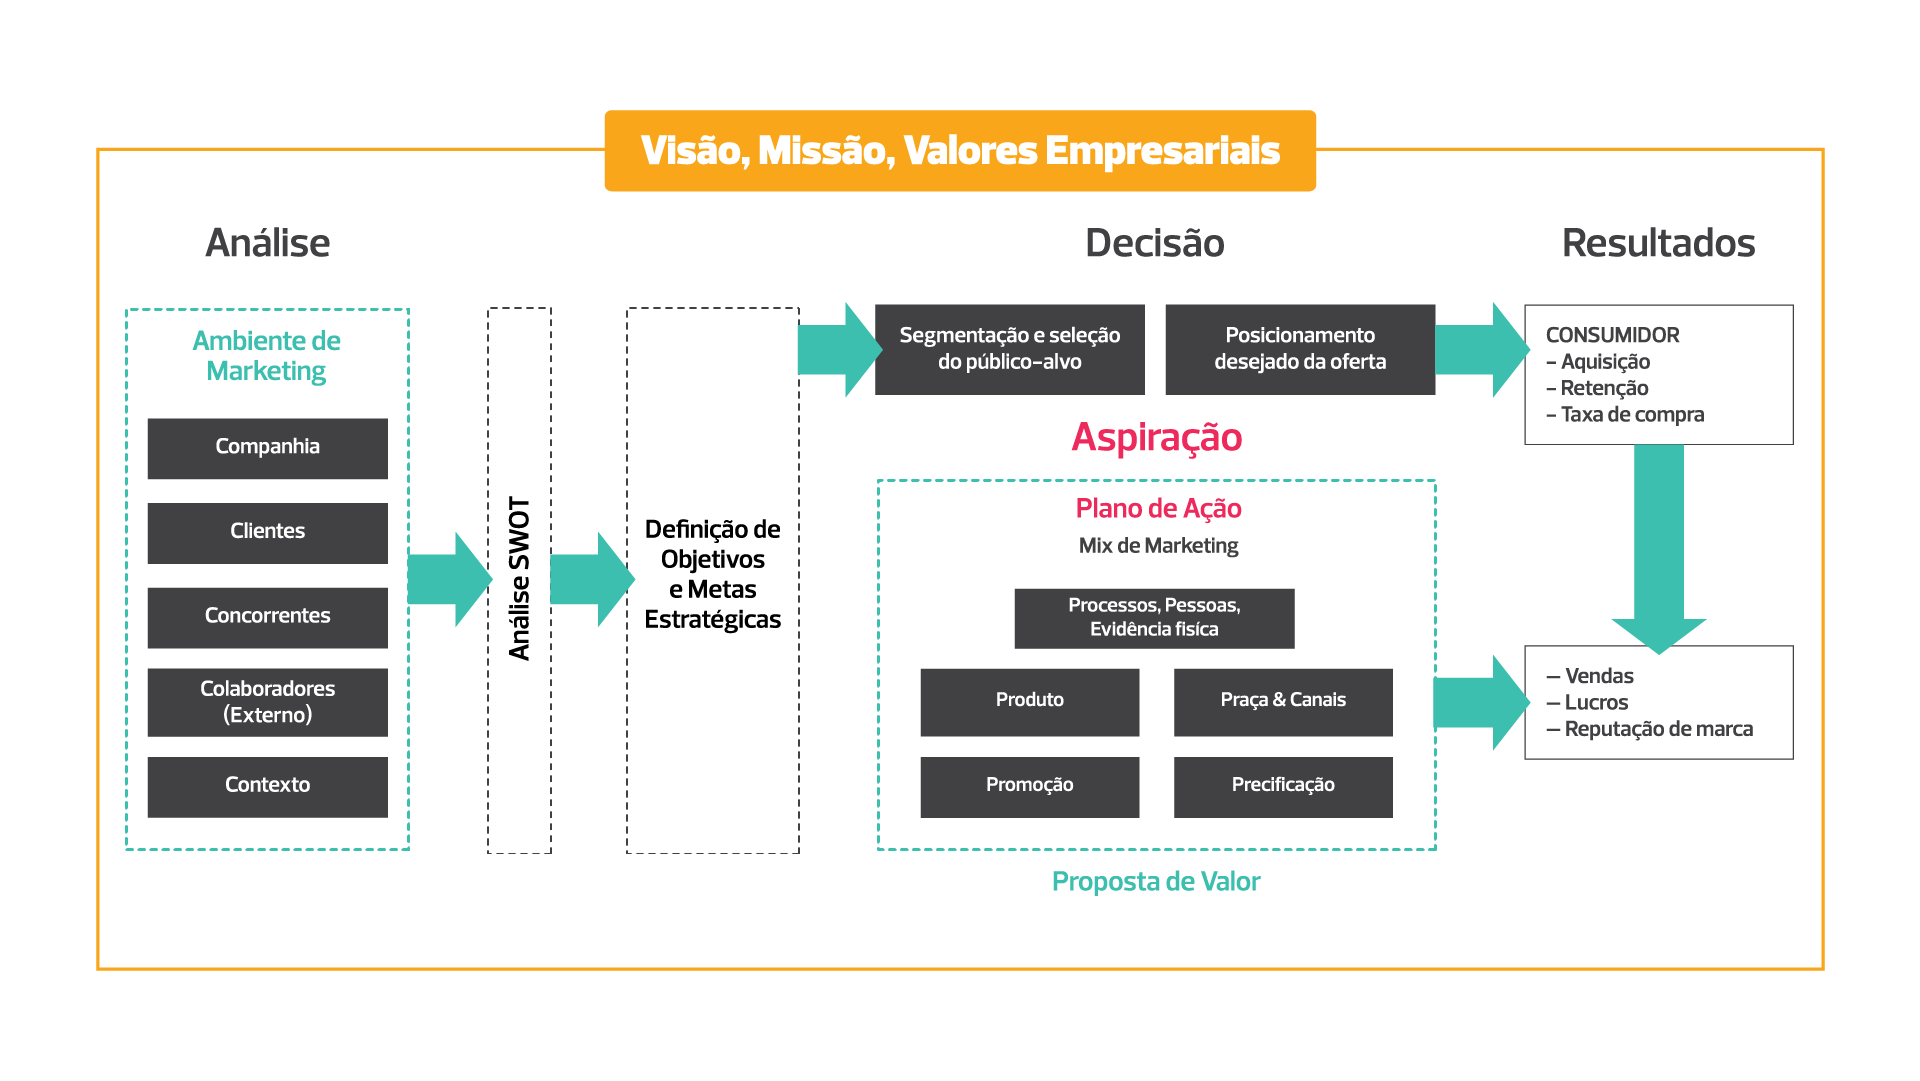 Visão, Missão, Valores Empresariais
Análise
Ambiente de
Marketing
Companhia
Clientes
Concorrentes
Colaboradores
(Externo)
Contexto
Análise SWOT
Definição de
Objetivos
e Metas
Estratégicas
Decisão
Segmentação e seleção
do público-alvo
Posicionamento
desejado da oferta
Aspiração
Plano de Ação
Mix de Marketing
Processos, Pessoas,
Evidência fisíca
Produto
Praça & Canais
Promoção
Precificação
Proposta de Valor
Resultados
CONSUMIDOR
- Aquisição
- Retenção
- Taxa de compra
– Vendas
– Lucros
– Reputação de marca